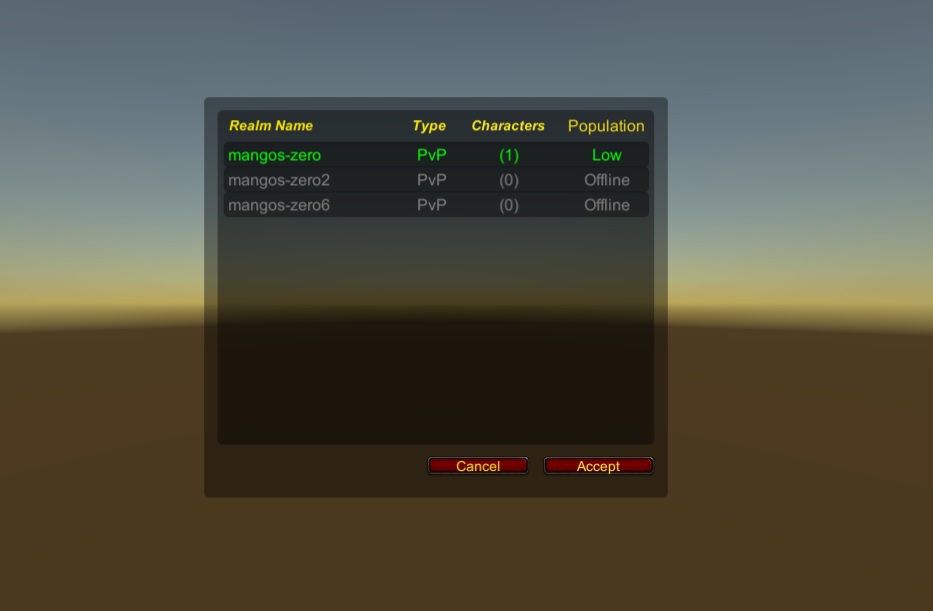 Realm Name Type Characters Population
mangos-zero PvP (1) Low
mangos-zero2 PvP (0) Offline
mangos-zero6 PvP (0) Offline
Cancel Accept